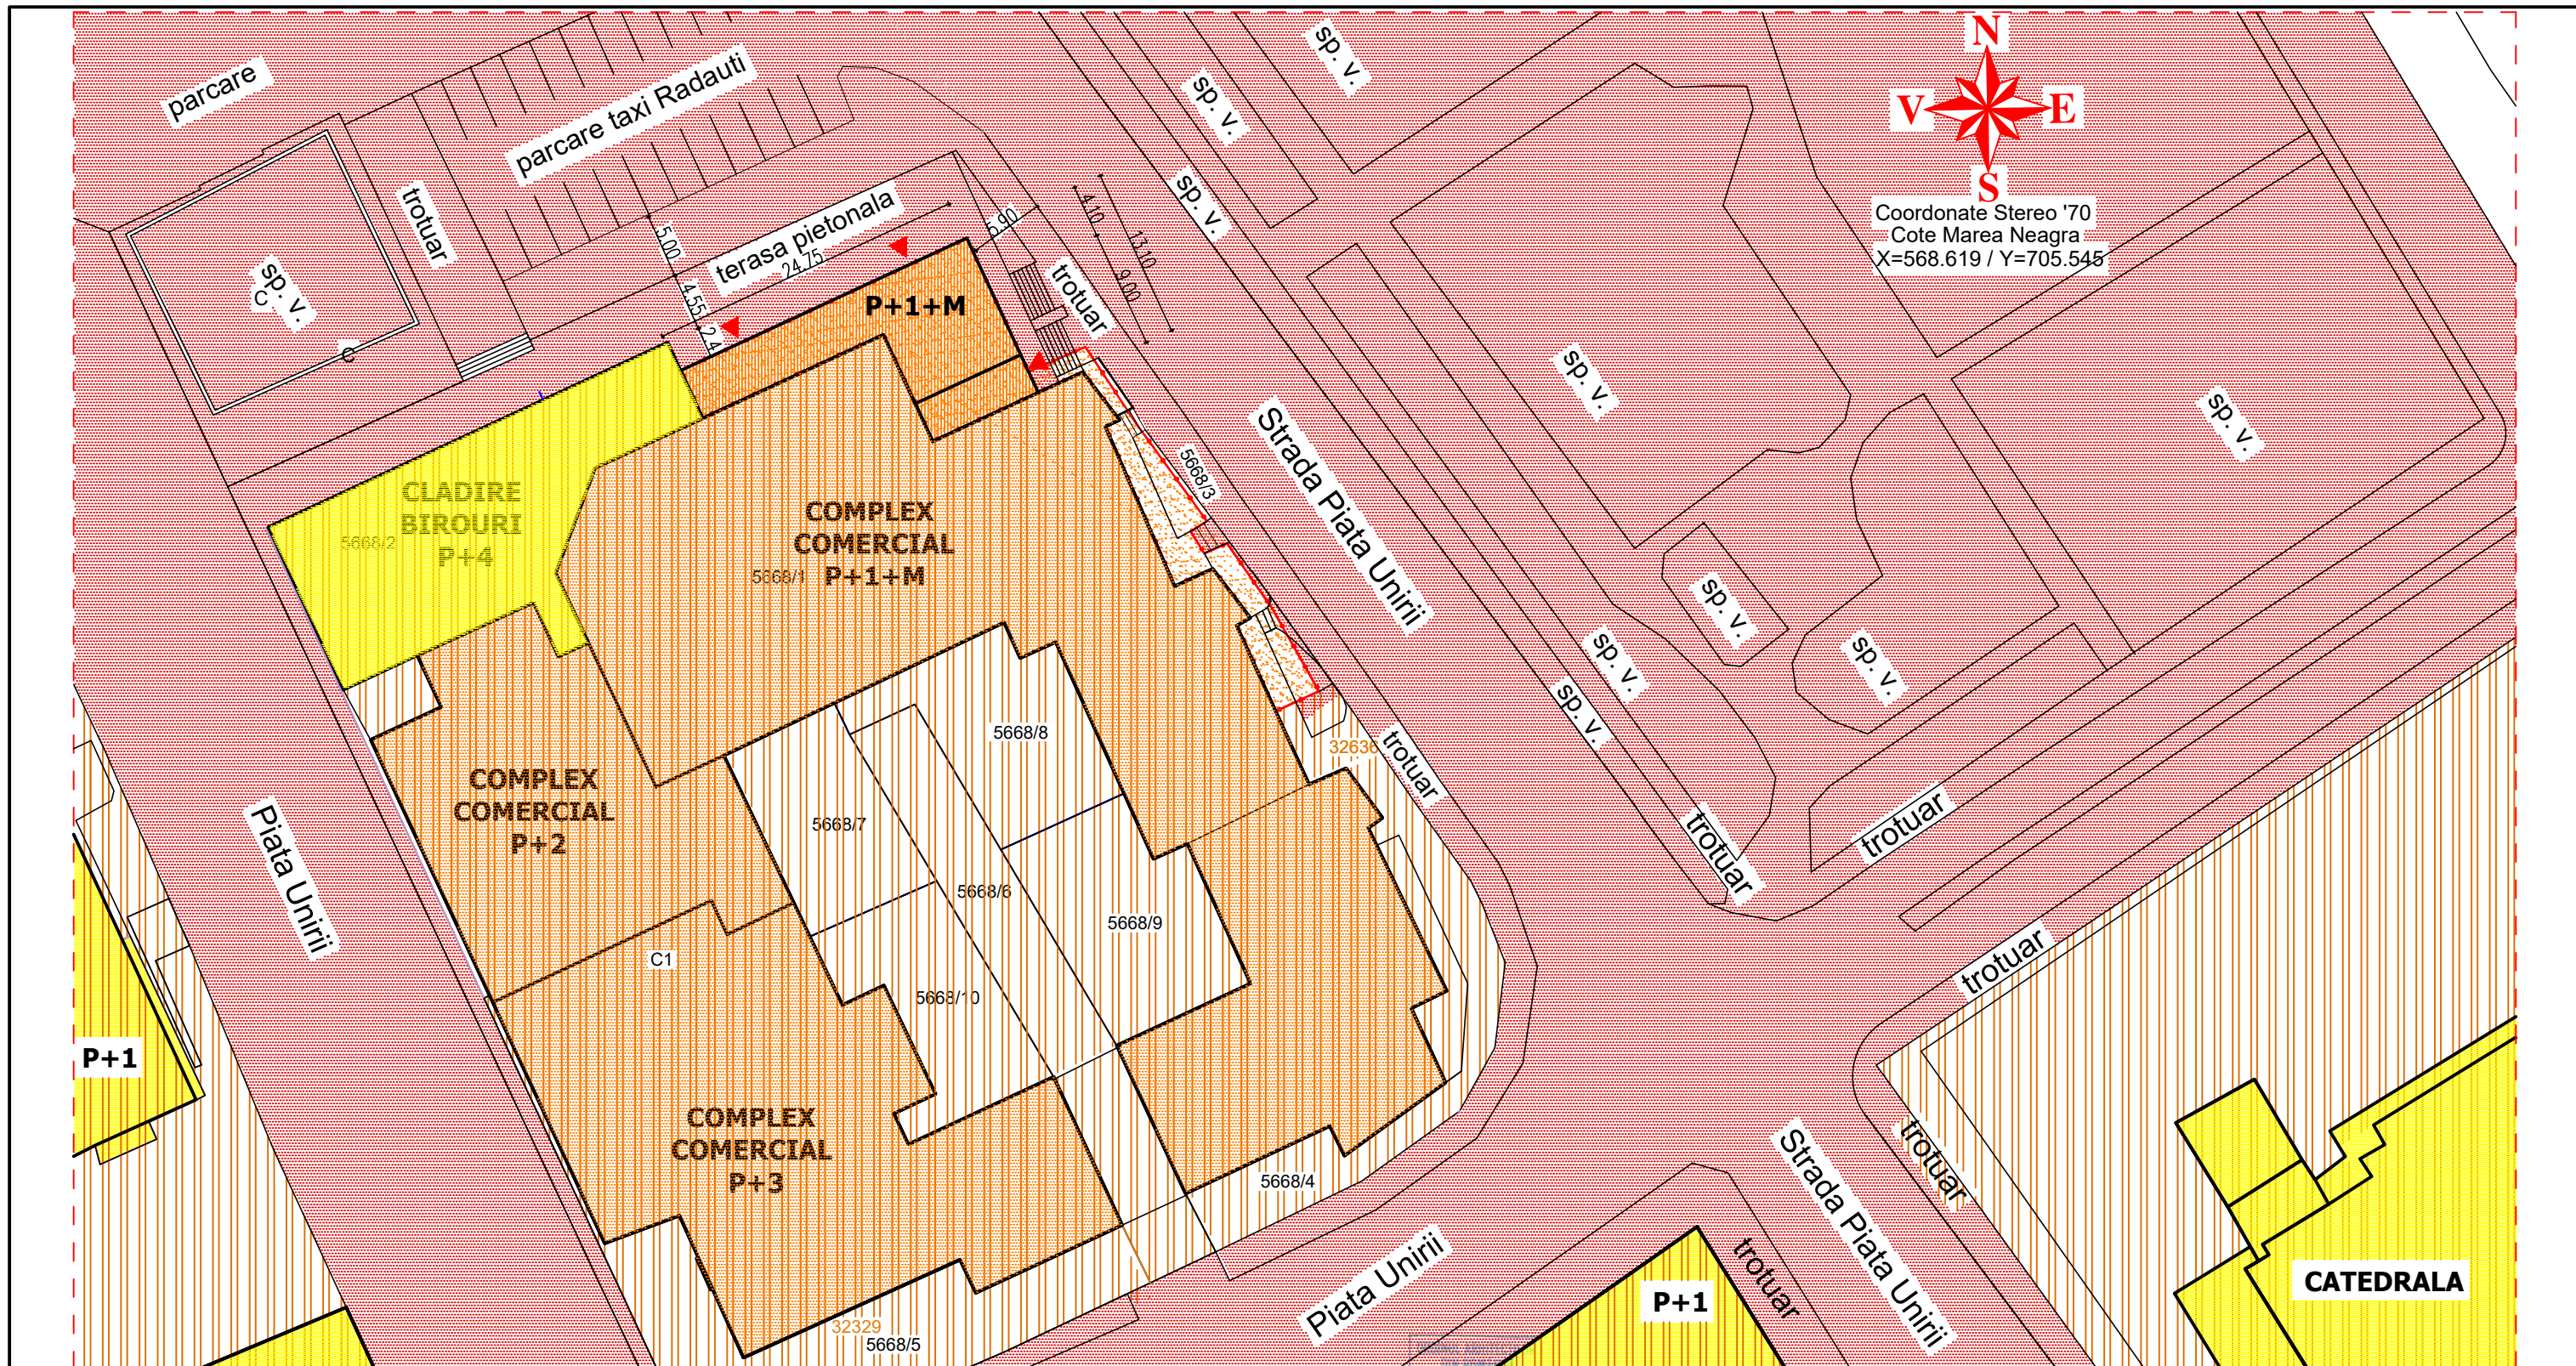 parcare
parcare taxi Radauti
sp. v.
sp. v.
sp. v.
N
V
E
S
Coordonate Stereo '70
Cote Marea Neagra
X=568.619 / Y=705.545
trotuar
sp. v.
C
C
terasa pietonala
24.75
5.00
4.55
2.4
5.90
4.10
13.10
9.00
trotuar
P+1+M
5668/3
Strada Piata Unirii
sp. v.
sp. v.
sp. v.
sp. v.
sp. v.
sp. v.
CLADIRE
BIROURI
P+4
5668/2
COMPLEX
COMERCIAL
P+1+M
5668/1
5668/8
32636
trotuar
trotuar
trotuar
trotuar
COMPLEX
COMERCIAL
P+2
Piata Unirii
5668/7
5668/6
5668/9
C1
5668/10
P+1
COMPLEX
COMERCIAL
P+3
5668/4
32329
5668/5
Piata Unirii
P+1
trotuar
Strada Piata Unirii
trotuar
CATEDRALA